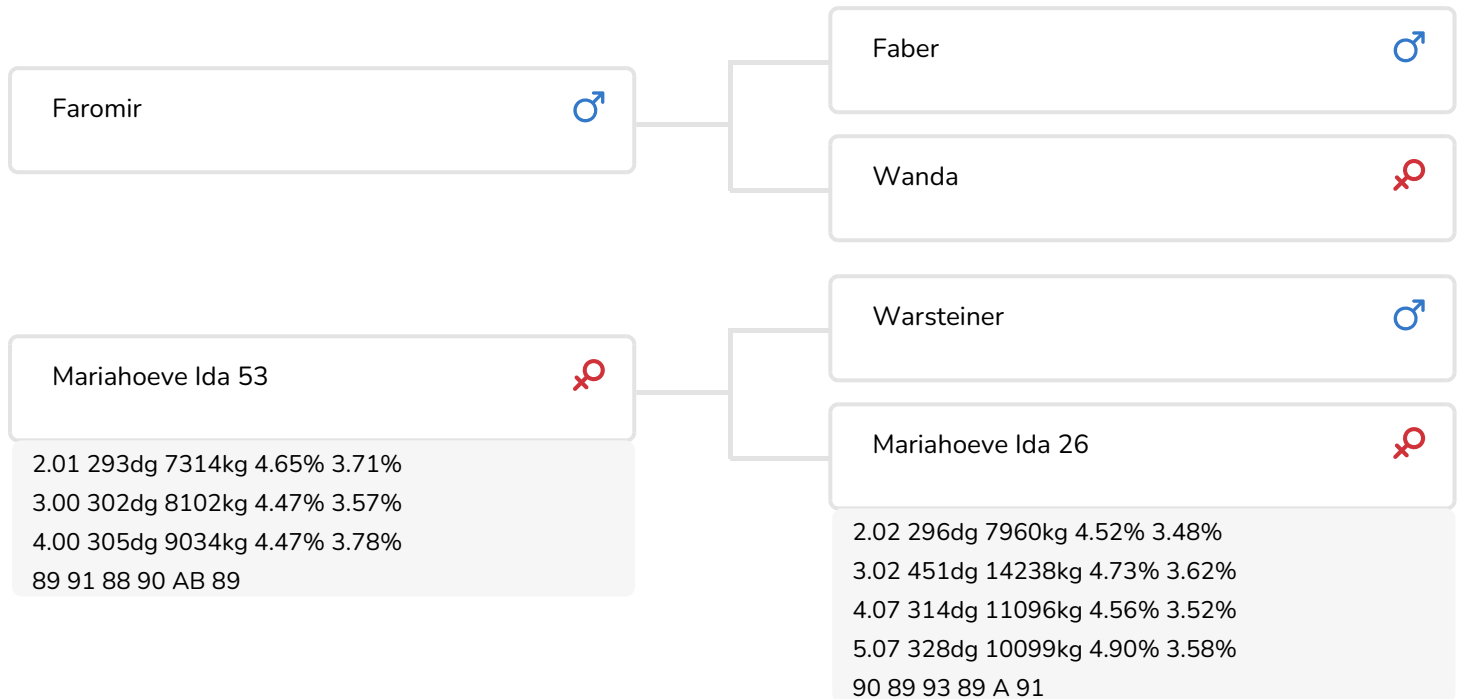 Faromir
Faber
Wanda
Mariahoeve Ida 53
2.01 293dg 7314kg 4.65% 3.71%
3.00 302dg 8102kg 4.47% 3.57%
4.00 305dg 9034kg 4.47% 3.78%
89 91 88 90 AB 89
Warsteiner
Mariahoeve Ida 26
2.02 296dg 7960kg 4.52% 3.48%
3.02 451dg 14238kg 4.73% 3.62%
4.07 314dg 11096kg 4.56% 3.52%
5.07 328dg 10099kg 4.90% 3.58%
90 89 93 89 A 91